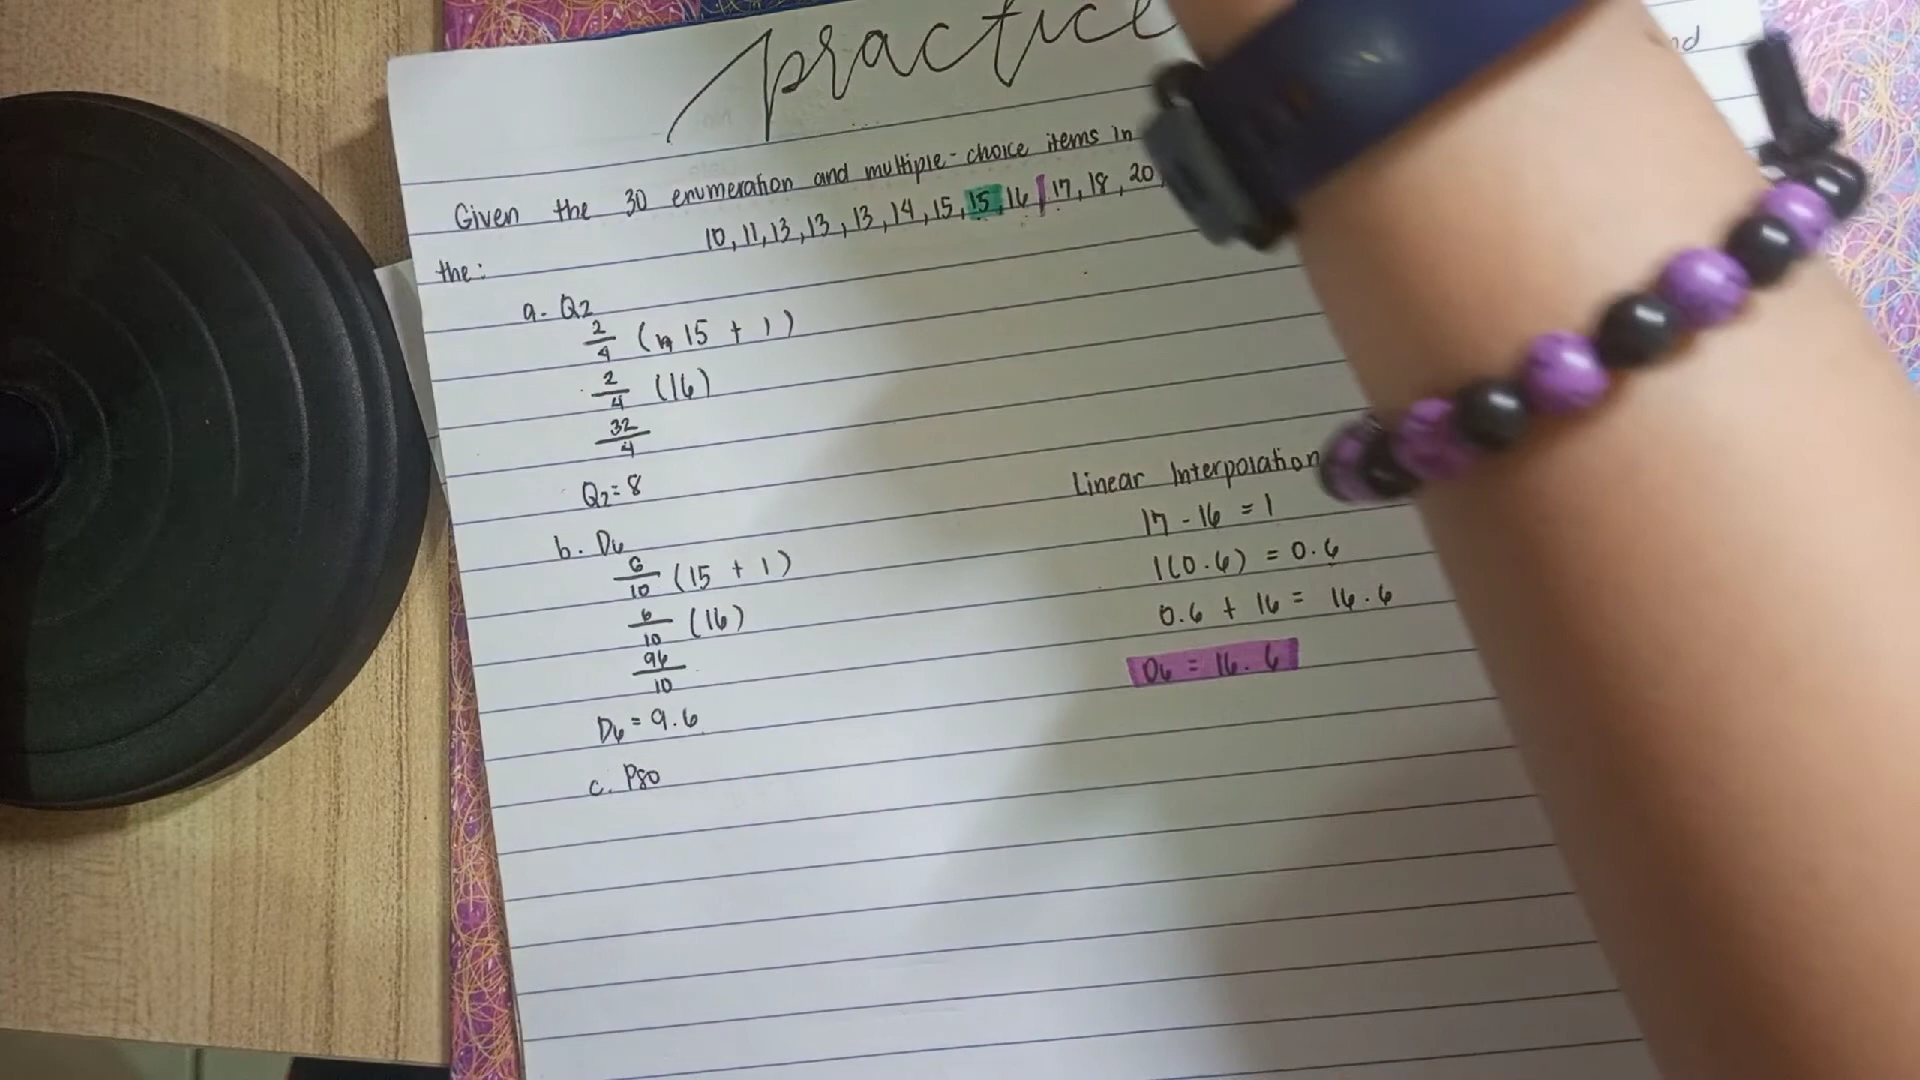 practice
Given the 30 enumeration and multiple-choice items in
10, 11, 13, 13, 13, 14, 15, 15, 16, 17, 18, 20,
the:
a. Q2
2/4 (n 15 + 1)
2/4 (16)
32/4
Q2 = 8
b. D6
6/10 (15 + 1)
6/10 (16)
96/10
D6 = 9.6
c. P80
Linear Interpolation
17 - 16 = 1
1(0.6) = 0.6
0.6 + 16 = 16.6
D6 = 16.6